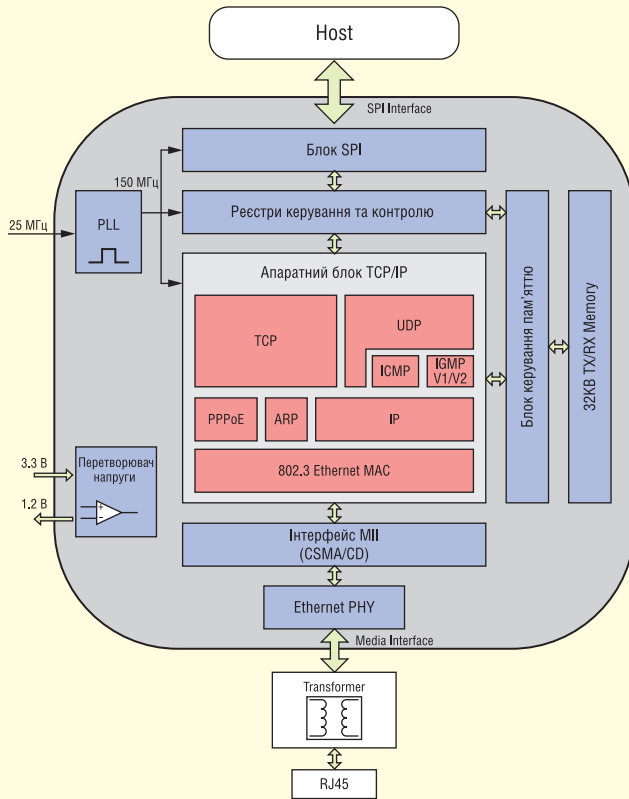 Host
SPI Interface
Блок SPI
150 МГц
25 МГц
PLL
Реєстри керування та контролю
Апаратний блок TCP/IP
TCP
UDP
ICMP
IGMP
V1/V2
PPPoE
ARP
IP
802.3 Ethernet MAC
Блок керування пам'яттю
32KB TX/RX Memory
3.3 В
1.2 В
Перетворювач
напруги
Інтерфейс MII
(CSMA/CD)
Ethernet PHY
Media Interface
Transformer
RJ45